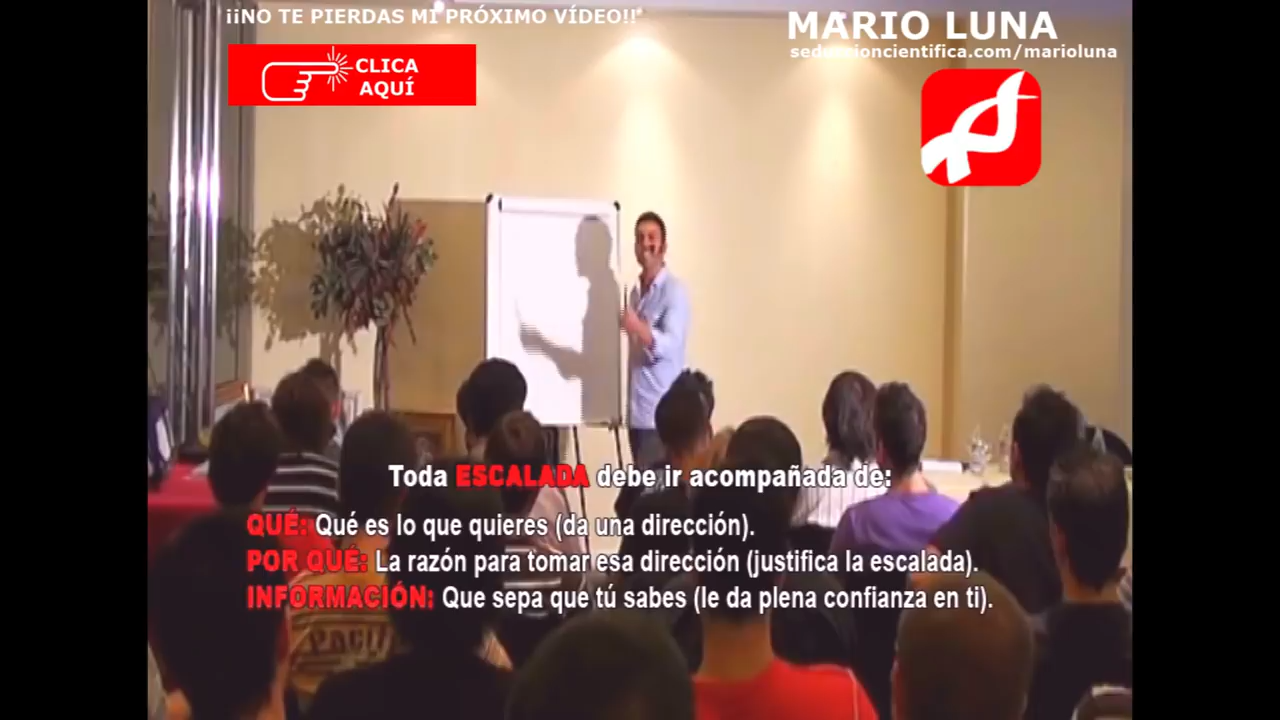 ¡¡NO TE PIERDAS MI PRÓXIMO VÍDEO!!
CLICA
AQUÍ
MARIO LUNA
seduccioncientifica.com/marioluna
Toda ESCALADA debe ir acompañada de:
QUÉ: Qué es lo que quieres (da una dirección).
POR QUÉ: La razón para tomar esa dirección (justifica la escalada).
INFORMACIÓN: Que sepa que tú sabes (le da plena confianza en ti).